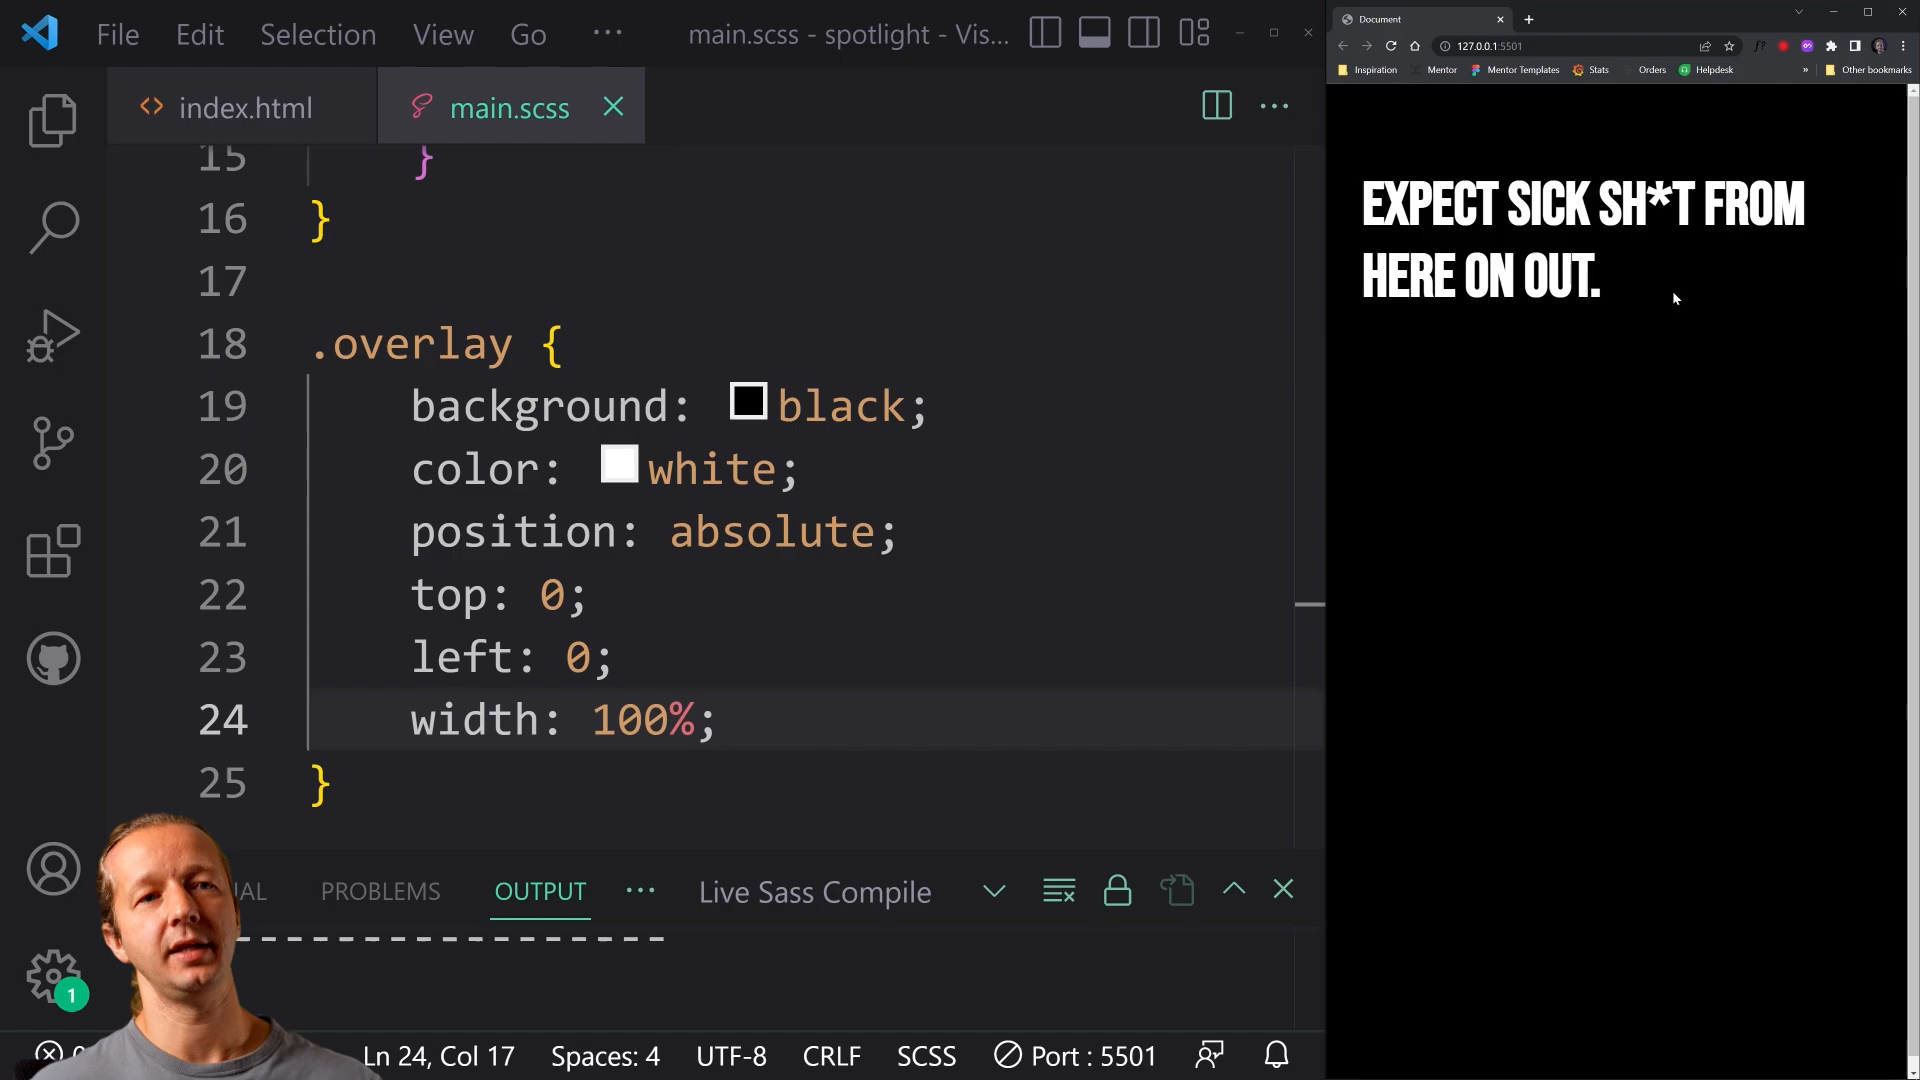 File Edit Selection View Go ··· main.scss - spotlight - Vis...
index.html main.scss
15 }
16 }
17
18 .overlay {
19 background: black;
20 color: white;
21 position: absolute;
22 top: 0;
23 left: 0;
24 width: 100%;
25 }
AL PROBLEMS OUTPUT ··· Live Sass Compile
-----------------
1
Ln 24, Col 17 Spaces: 4 UTF-8 CRLF SCSS Port : 5501
Document
127.0.0.1:5501
f?
Inspiration Mentor Mentor Templates Stats Orders Helpdesk » Other bookmarks
EXPECT SICK SH*T FROM
HERE ON OUT.